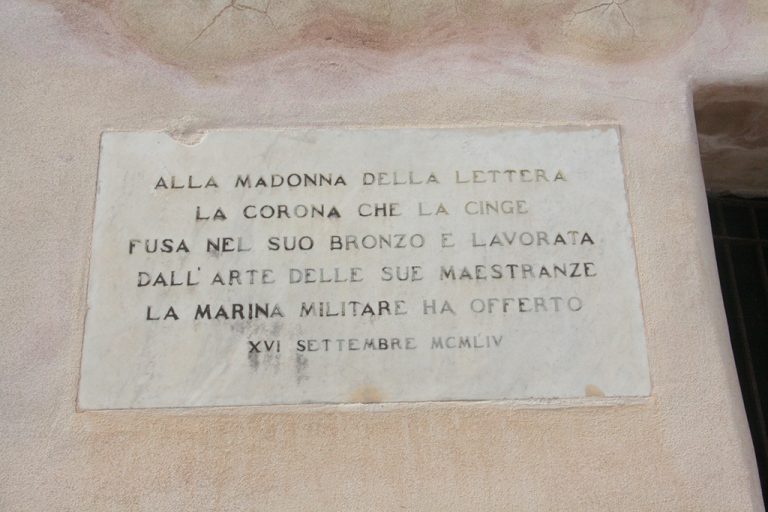 ALLA MADONNA DELLA LETTERA
LA CORONA CHE LA CINGE
FUSA NEL SUO BRONZO E LAVORATA
DALL' ARTE DELLE SUE MAESTRANZE
LA MARINA MILITARE HA OFFERTO
XVI SETTEMBRE MCMLIV